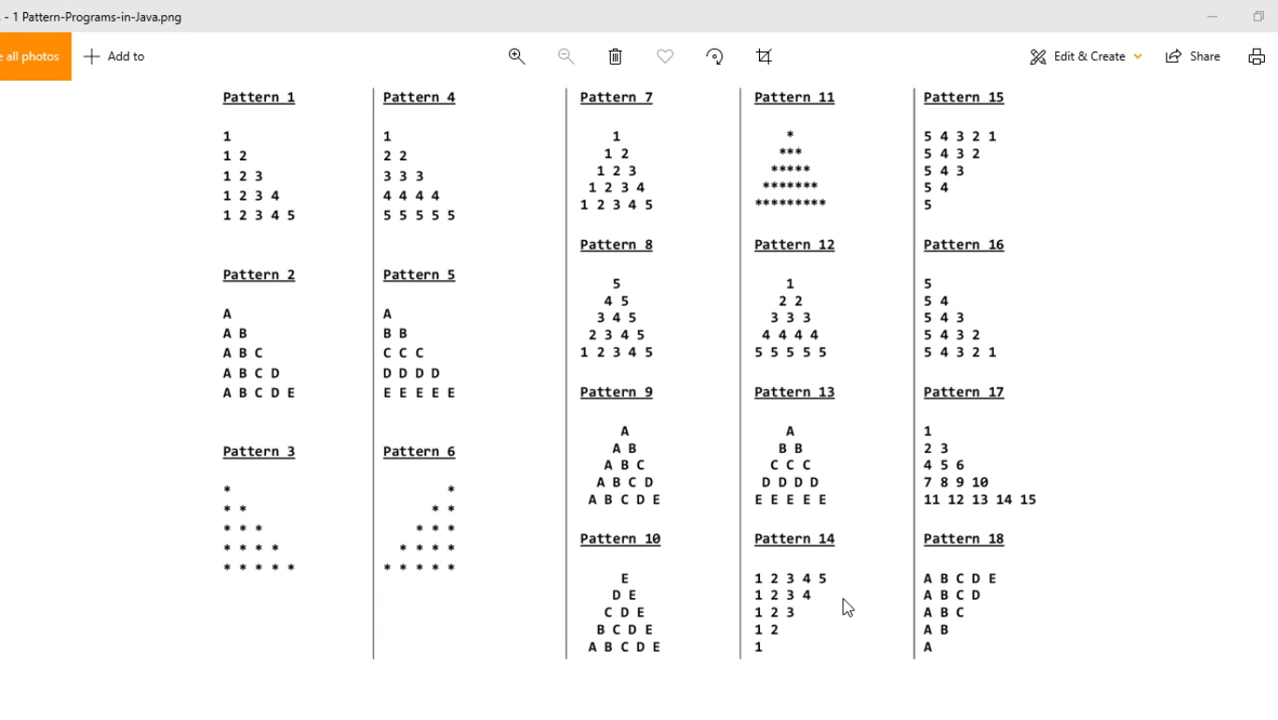 - 1 Pattern-Programs-in-Java.png
all photos
Add to
Edit & Create
Share
Pattern 1
1
1 2
1 2 3
1 2 3 4
1 2 3 4 5
Pattern 2
A
A B
A B C
A B C D
A B C D E
Pattern 3
*
* *
* * *
* * * *
* * * * *
Pattern 4
1
2 2
3 3 3
4 4 4 4
5 5 5 5 5
Pattern 5
A
B B
C C C
D D D D
E E E E E
Pattern 6
*
* *
* * *
* * * *
* * * * *
Pattern 7
1
1 2
1 2 3
1 2 3 4
1 2 3 4 5
Pattern 8
5
4 5
3 4 5
2 3 4 5
1 2 3 4 5
Pattern 9
A
A B
A B C
A B C D
A B C D E
Pattern 10
E
D E
C D E
B C D E
A B C D E
Pattern 11
*
***
*****
*******
*********
Pattern 12
1
2 2
3 3 3
4 4 4 4
5 5 5 5 5
Pattern 13
A
B B
C C C
D D D D
E E E E E
Pattern 14
1 2 3 4 5
1 2 3 4
1 2 3
1 2
1
Pattern 15
5 4 3 2 1
5 4 3 2
5 4 3
5 4
5
Pattern 16
5
5 4
5 4 3
5 4 3 2
5 4 3 2 1
Pattern 17
1
2 3
4 5 6
7 8 9 10
11 12 13 14 15
Pattern 18
A B C D E
A B C D
A B C
A B
A